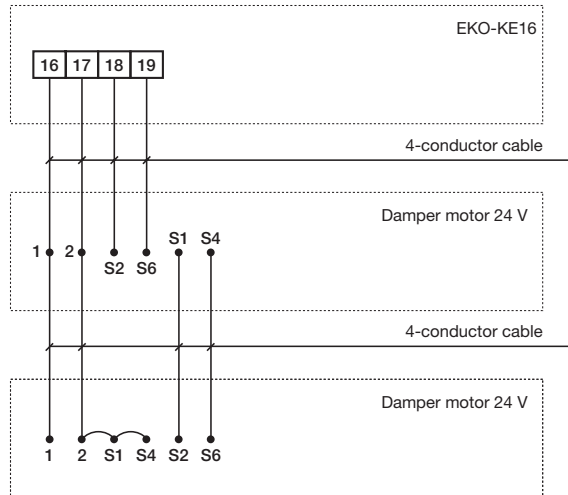 EKO-KE16
16 17 18 19
4-conductor cable
Damper motor 24 V
S1 S4
1 2
S2 S6
4-conductor cable
Damper motor 24 V
1 2 S1 S4 S2 S6